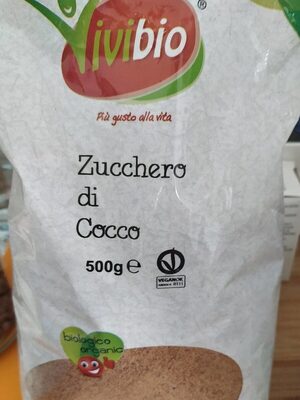 Vivibio
®
Più gusto alla vita
Zucchero
di
Cocco
500g ℮
VEGANOK
biologico
organic